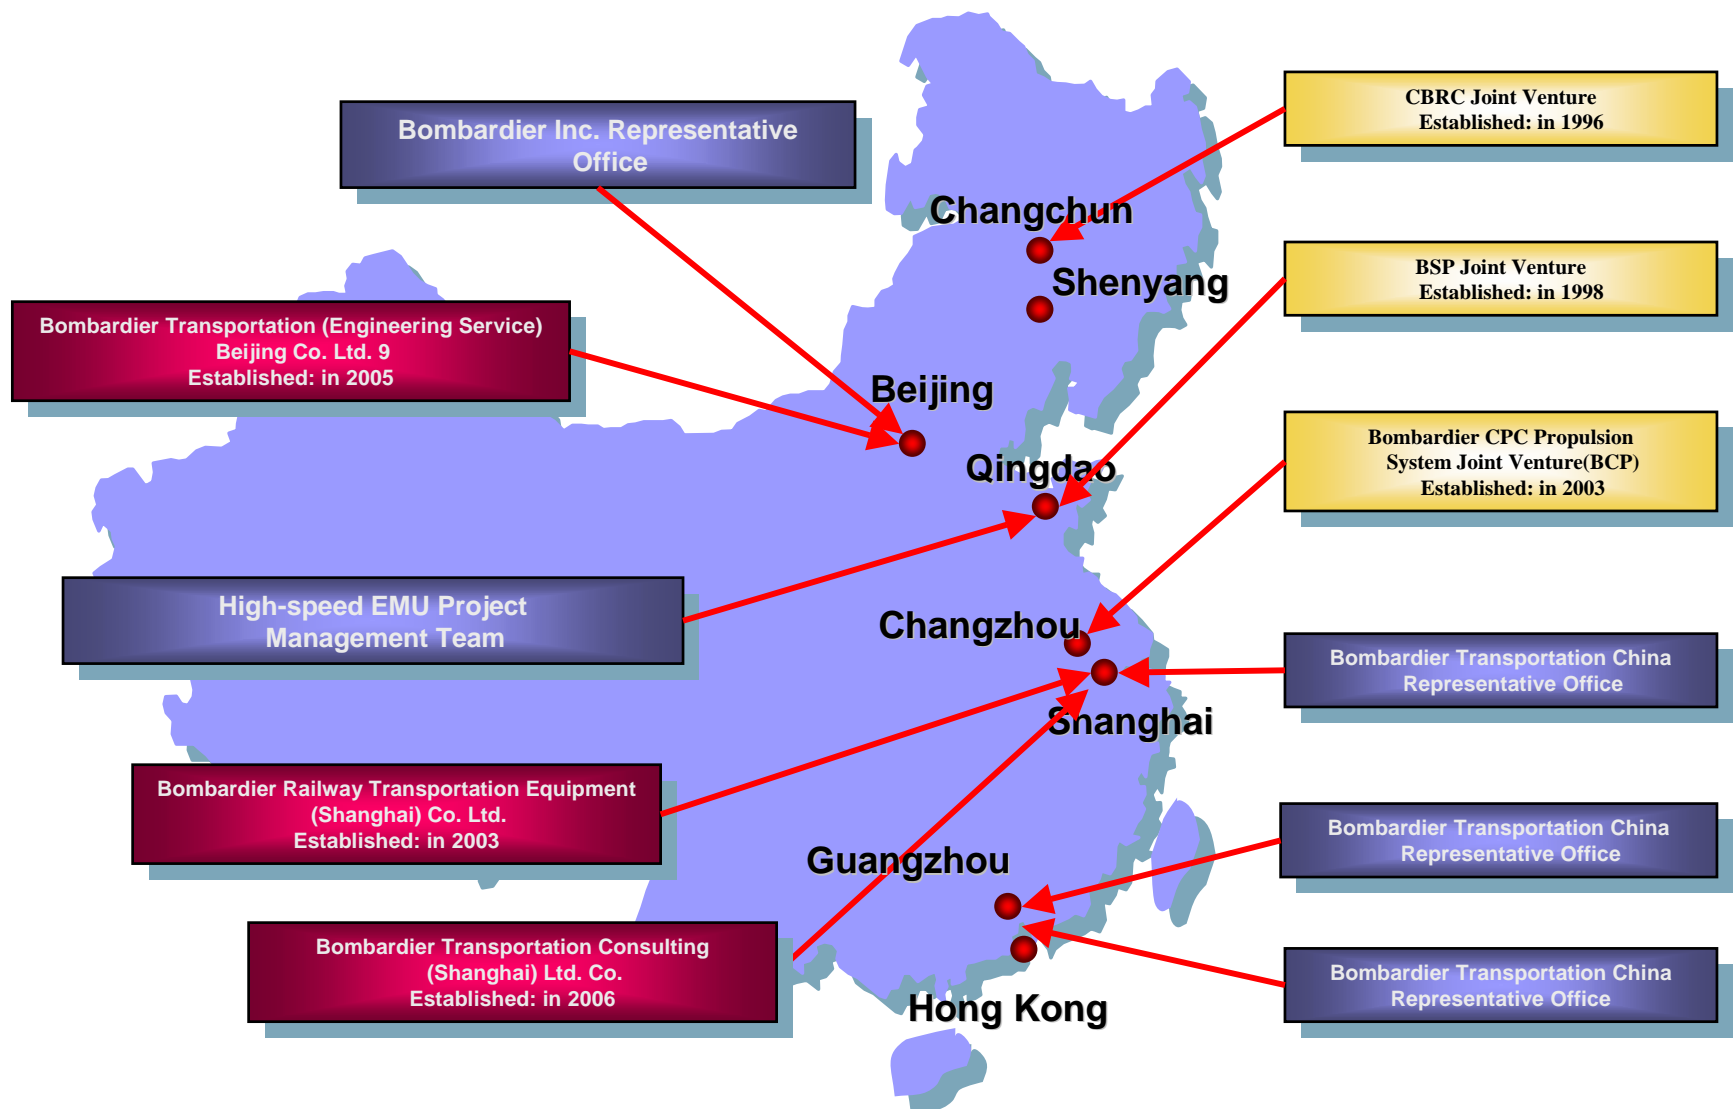 CBRC Joint Venture
Established: in 1996
Bombardier Inc. Representative
Office
Changchun
BSP Joint Venture
Established: in 1998
Shenyang
Bombardier Transportation (Engineering Service)
Beijing Co. Ltd. 9
Established: in 2005
Beijing
Bombardier CPC Propulsion
System Joint Venture(BCP)
Established: in 2003
Qingdao
High-speed EMU Project
Management Team
Changzhou
Bombardier Transportation China
Representative Office
Shanghai
Bombardier Railway Transportation Equipment
(Shanghai) Co. Ltd.
Established: in 2003
Bombardier Transportation China
Representative Office
Guangzhou
Bombardier Transportation Consulting
(Shanghai) Ltd. Co.
Established: in 2006
Bombardier Transportation China
Representative Office
Hong Kong